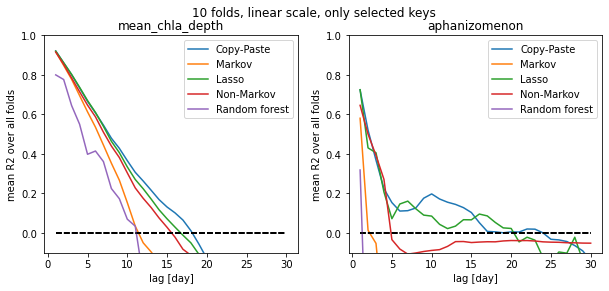 10 folds, linear scale, only selected keys
mean_chla_depth
mean R2 over all folds
1.0
0.8
0.6
0.4
0.2
0.0
Copy-Paste
Markov
Lasso
Non-Markov
Random forest
0 5 10 15 20 25 30
lag [day]
aphanizomenon
mean R2 over all folds
1.0
0.8
0.6
0.4
0.2
0.0
Copy-Paste
Markov
Lasso
Non-Markov
Random forest
0 5 10 15 20 25 30
lag [day]